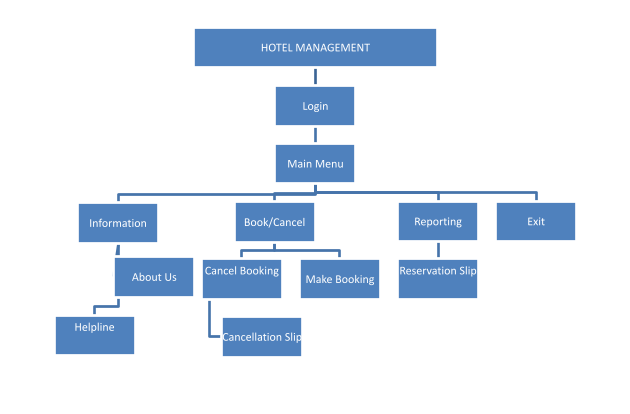 HOTEL MANAGEMENT
Login
Main Menu
Information
Book/Cancel
Reporting
Exit
About Us
Cancel Booking
Make Booking
Reservation Slip
Helpline
Cancellation Slip